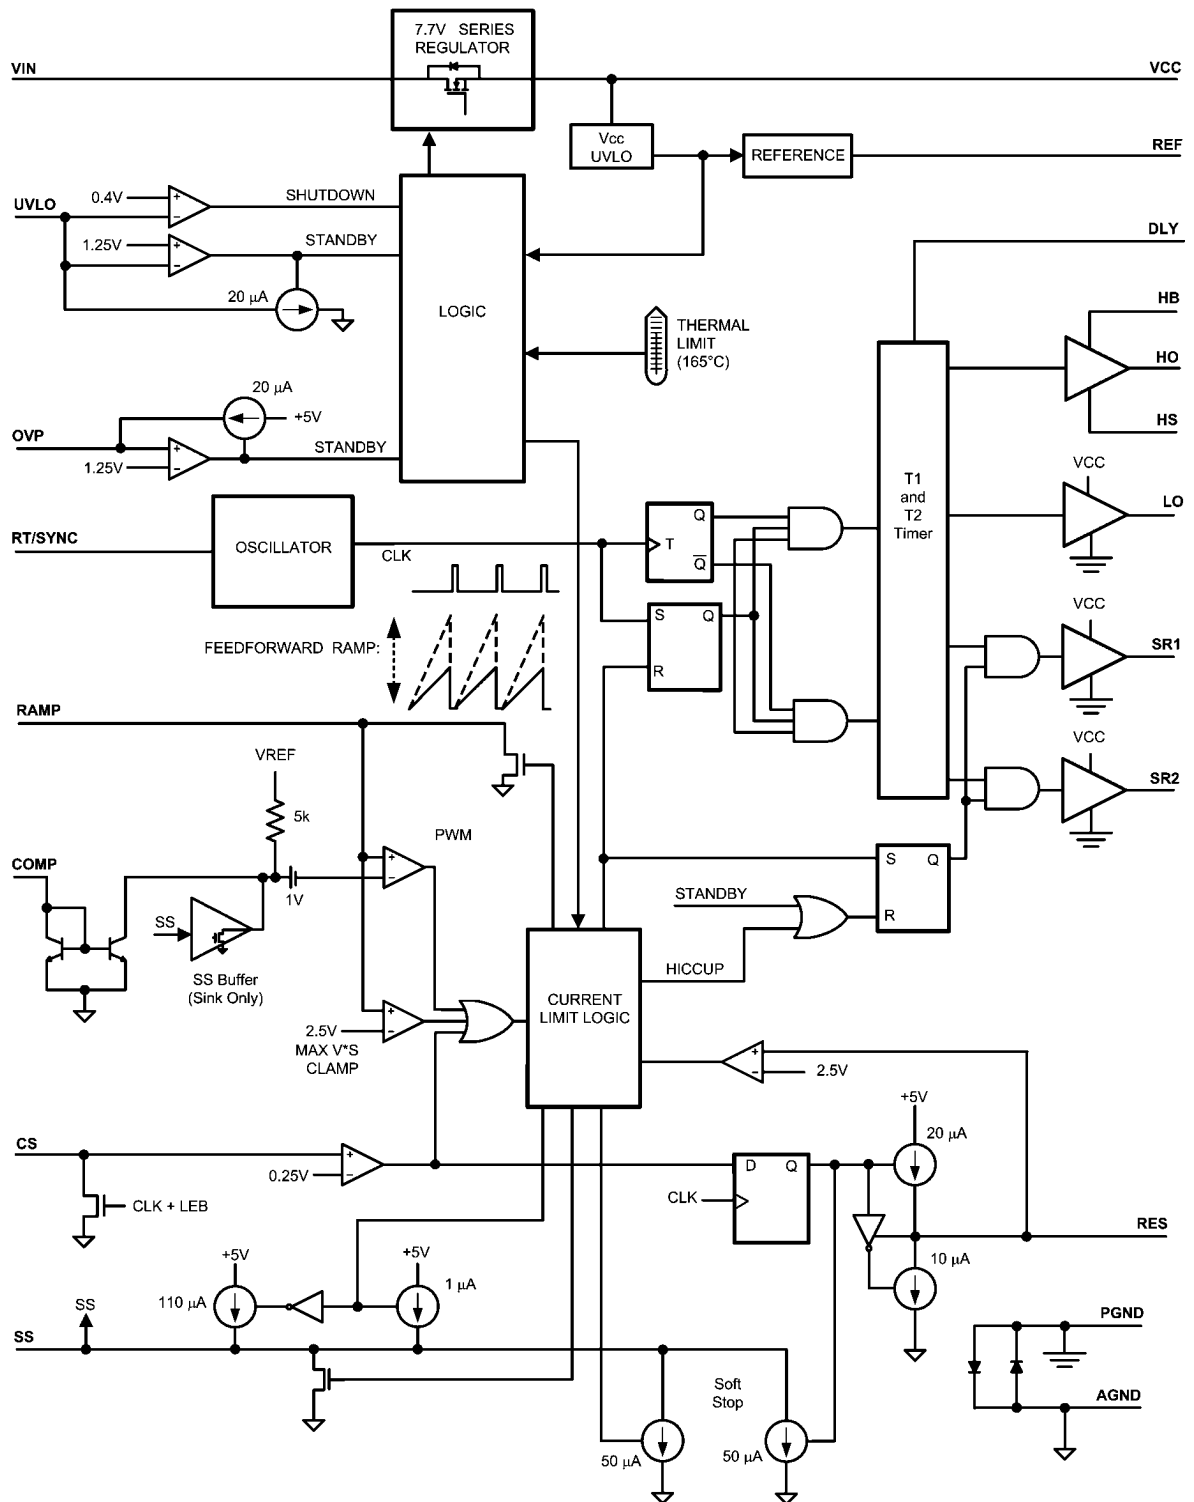 7.7V SERIES
REGULATOR
VIN
VCC
Vcc
UVLO
REFERENCE
REF
0.4V
+
−
SHUTDOWN
UVLO
1.25V
+
−
STANDBY
20 µA
LOGIC
THERMAL
LIMIT
(165°C)
DLY
HB
HO
HS
20 µA
+5V
OVP
+
−
1.25V
STANDBY
T1
and
T2
Timer
VCC
LO
RT/SYNC
OSCILLATOR
CLK
Q
T
Q
S
Q
R
FEEDFORWARD RAMP:
VCC
SR1
RAMP
VREF
5k
PWM
VCC
SR2
COMP
1V
+
−
S
Q
R
STANDBY
SS
SS Buffer
(Sink Only)
HICCUP
CURRENT
LIMIT LOGIC
2.5V
+
−
MAX V*S
CLAMP
+
−
2.5V
CS
+
−
0.25V
CLK + LEB
D
Q
CLK
+5V
20 µA
RES
10 µA
+5V
110 µA
+5V
1 µA
SS
SS
PGND
AGND
Soft
Stop
50 µA
50 µA